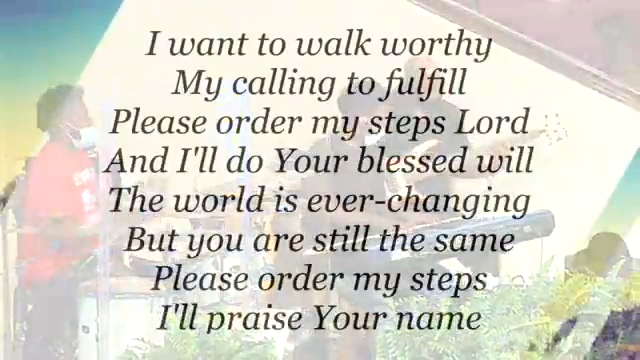 I want to walk worthy
My calling to fulfill
Please order my steps Lord
And I'll do Your blessed will
The world is ever-changing
But you are still the same
Please order my steps
I'll praise Your name